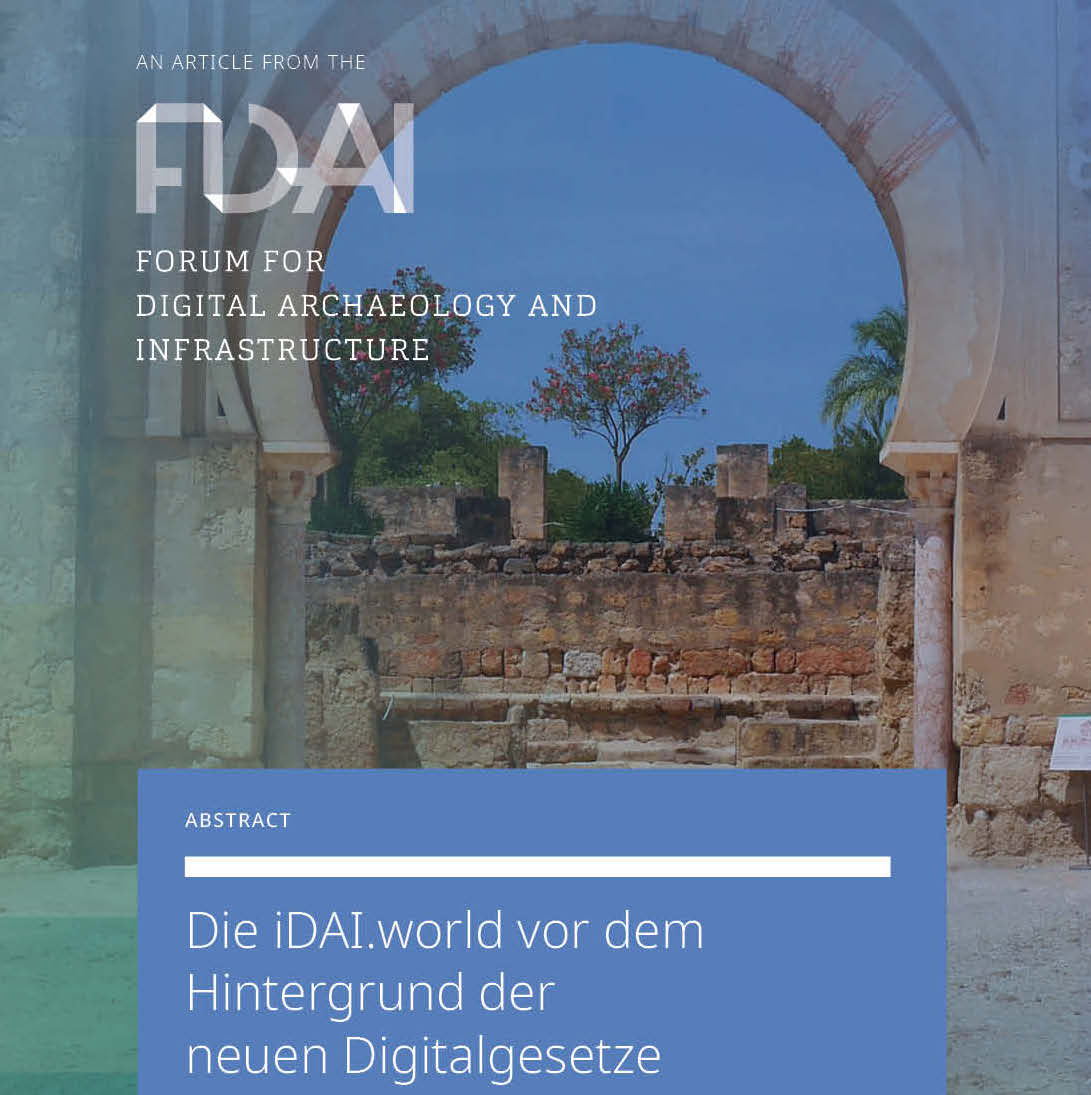 AN ARTICLE FROM THE
FDAI
FORUM FOR
DIGITAL ARCHAEOLOGY AND
INFRASTRUCTURE
ABSTRACT
Die iDAI.world vor dem
Hintergrund der
neuen Digitalgesetze